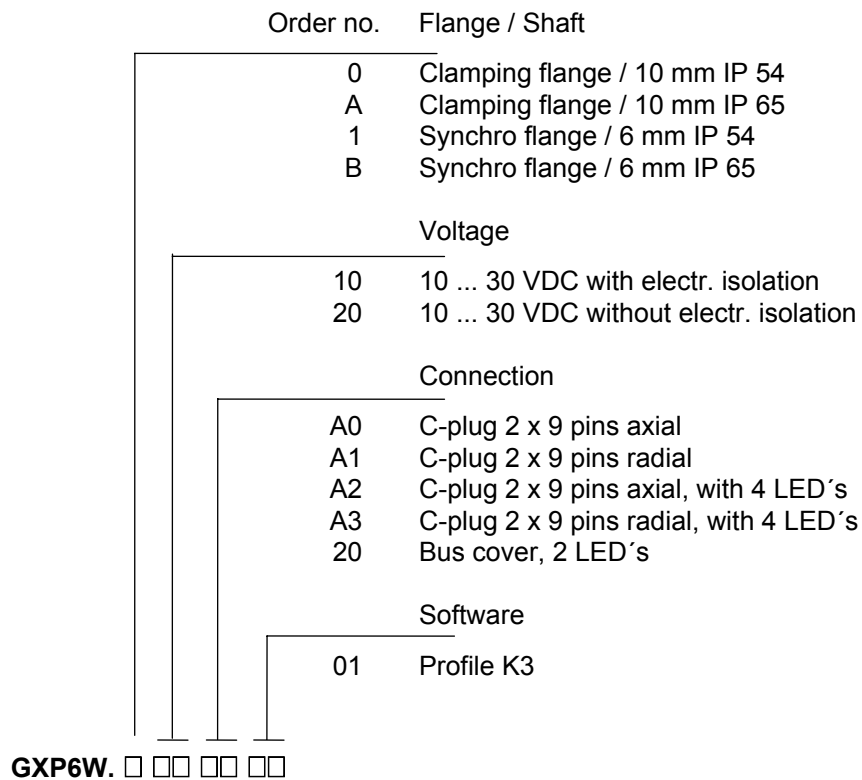 Order no. Flange / Shaft
0 Clamping flange / 10 mm IP 54
A Clamping flange / 10 mm IP 65
1 Synchro flange / 6 mm IP 54
B Synchro flange / 6 mm IP 65
Voltage
10 10 ... 30 VDC with electr. isolation
20 10 ... 30 VDC without electr. isolation
Connection
A0 C-plug 2 x 9 pins axial
A1 C-plug 2 x 9 pins radial
A2 C-plug 2 x 9 pins axial, with 4 LED´s
A3 C-plug 2 x 9 pins radial, with 4 LED´s
20 Bus cover, 2 LED´s
Software
01 Profile K3
GXP6W. □ □□ □□ □□